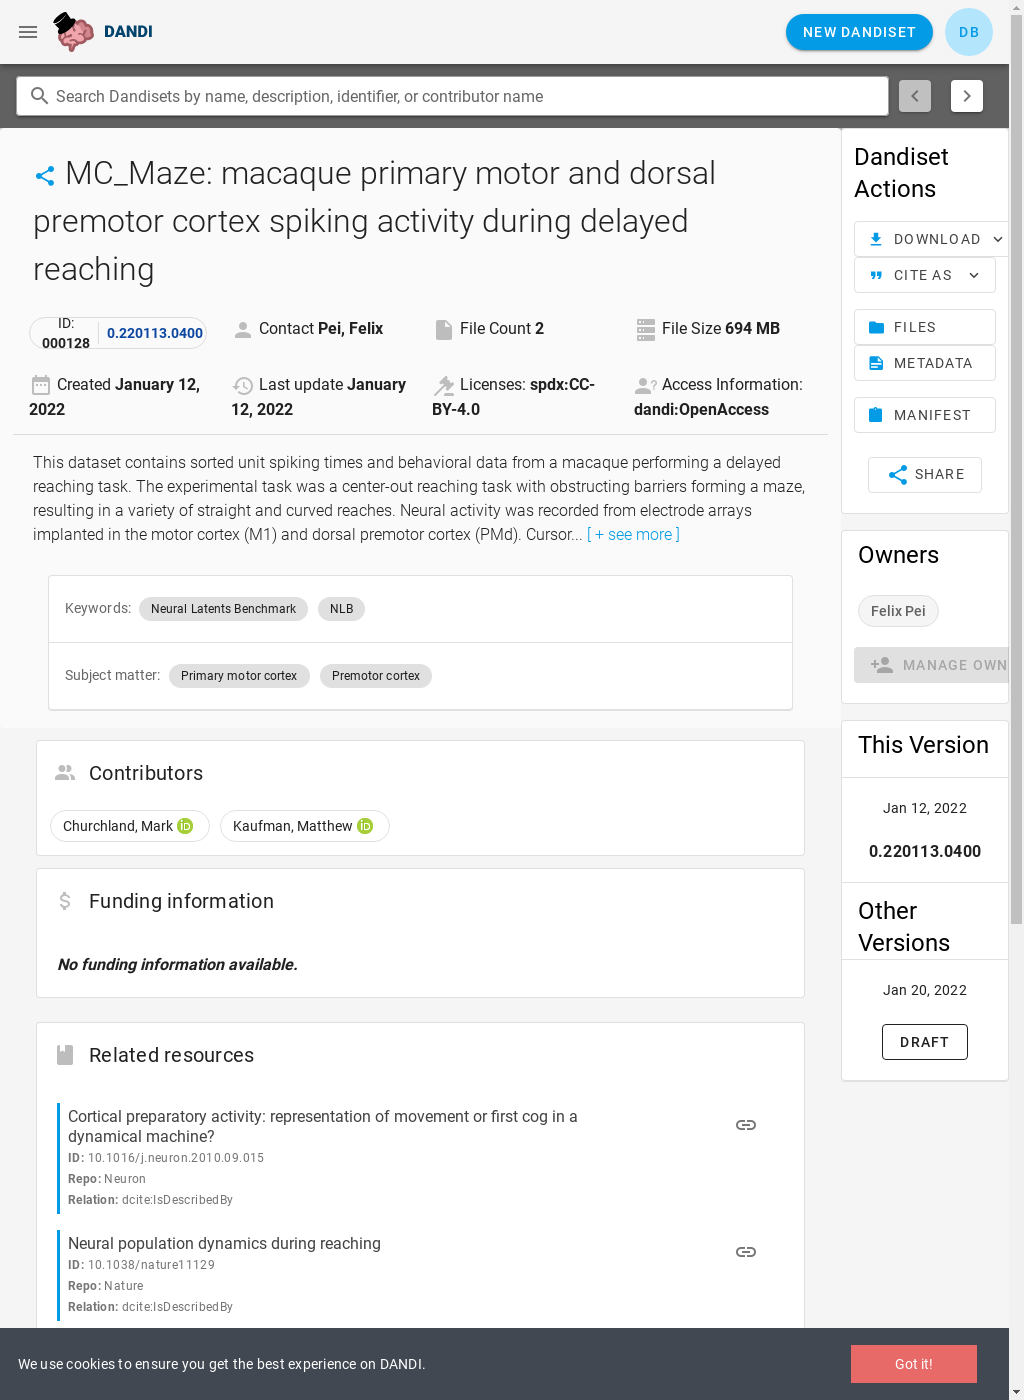 DANDI
NEW DANDISET
DB
Search Dandisets by name, description, identifier, or contributor name
MC_Maze: macaque primary motor and dorsal
premotor cortex spiking activity during delayed
reaching
ID:
000128
0.220113.0400
Contact Pei, Felix
File Count 2
File Size 694 MB
Created January 12,
2022
Last update January
12, 2022
Licenses: spdx:CC-
BY-4.0
Access Information:
dandi:OpenAccess
This dataset contains sorted unit spiking times and behavioral data from a macaque performing a delayed
reaching task. The experimental task was a center-out reaching task with obstructing barriers forming a maze,
resulting in a variety of straight and curved reaches. Neural activity was recorded from electrode arrays
implanted in the motor cortex (M1) and dorsal premotor cortex (PMd). Cursor... [ + see more ]
Keywords: Neural Latents Benchmark NLB
Subject matter: Primary motor cortex Premotor cortex
Contributors
Churchland, Mark iD
Kaufman, Matthew iD
Funding information
No funding information available.
Related resources
Cortical preparatory activity: representation of movement or first cog in a
dynamical machine?
ID: 10.1016/j.neuron.2010.09.015
Repo: Neuron
Relation: dcite:IsDescribedBy
Neural population dynamics during reaching
ID: 10.1038/nature11129
Repo: Nature
Relation: dcite:IsDescribedBy
Dandiset
Actions
DOWNLOAD
CITE AS
FILES
METADATA
MANIFEST
SHARE
Owners
Felix Pei
MANAGE OWN
This Version
Jan 12, 2022
0.220113.0400
Other
Versions
Jan 20, 2022
DRAFT
We use cookies to ensure you get the best experience on DANDI.
Got it!